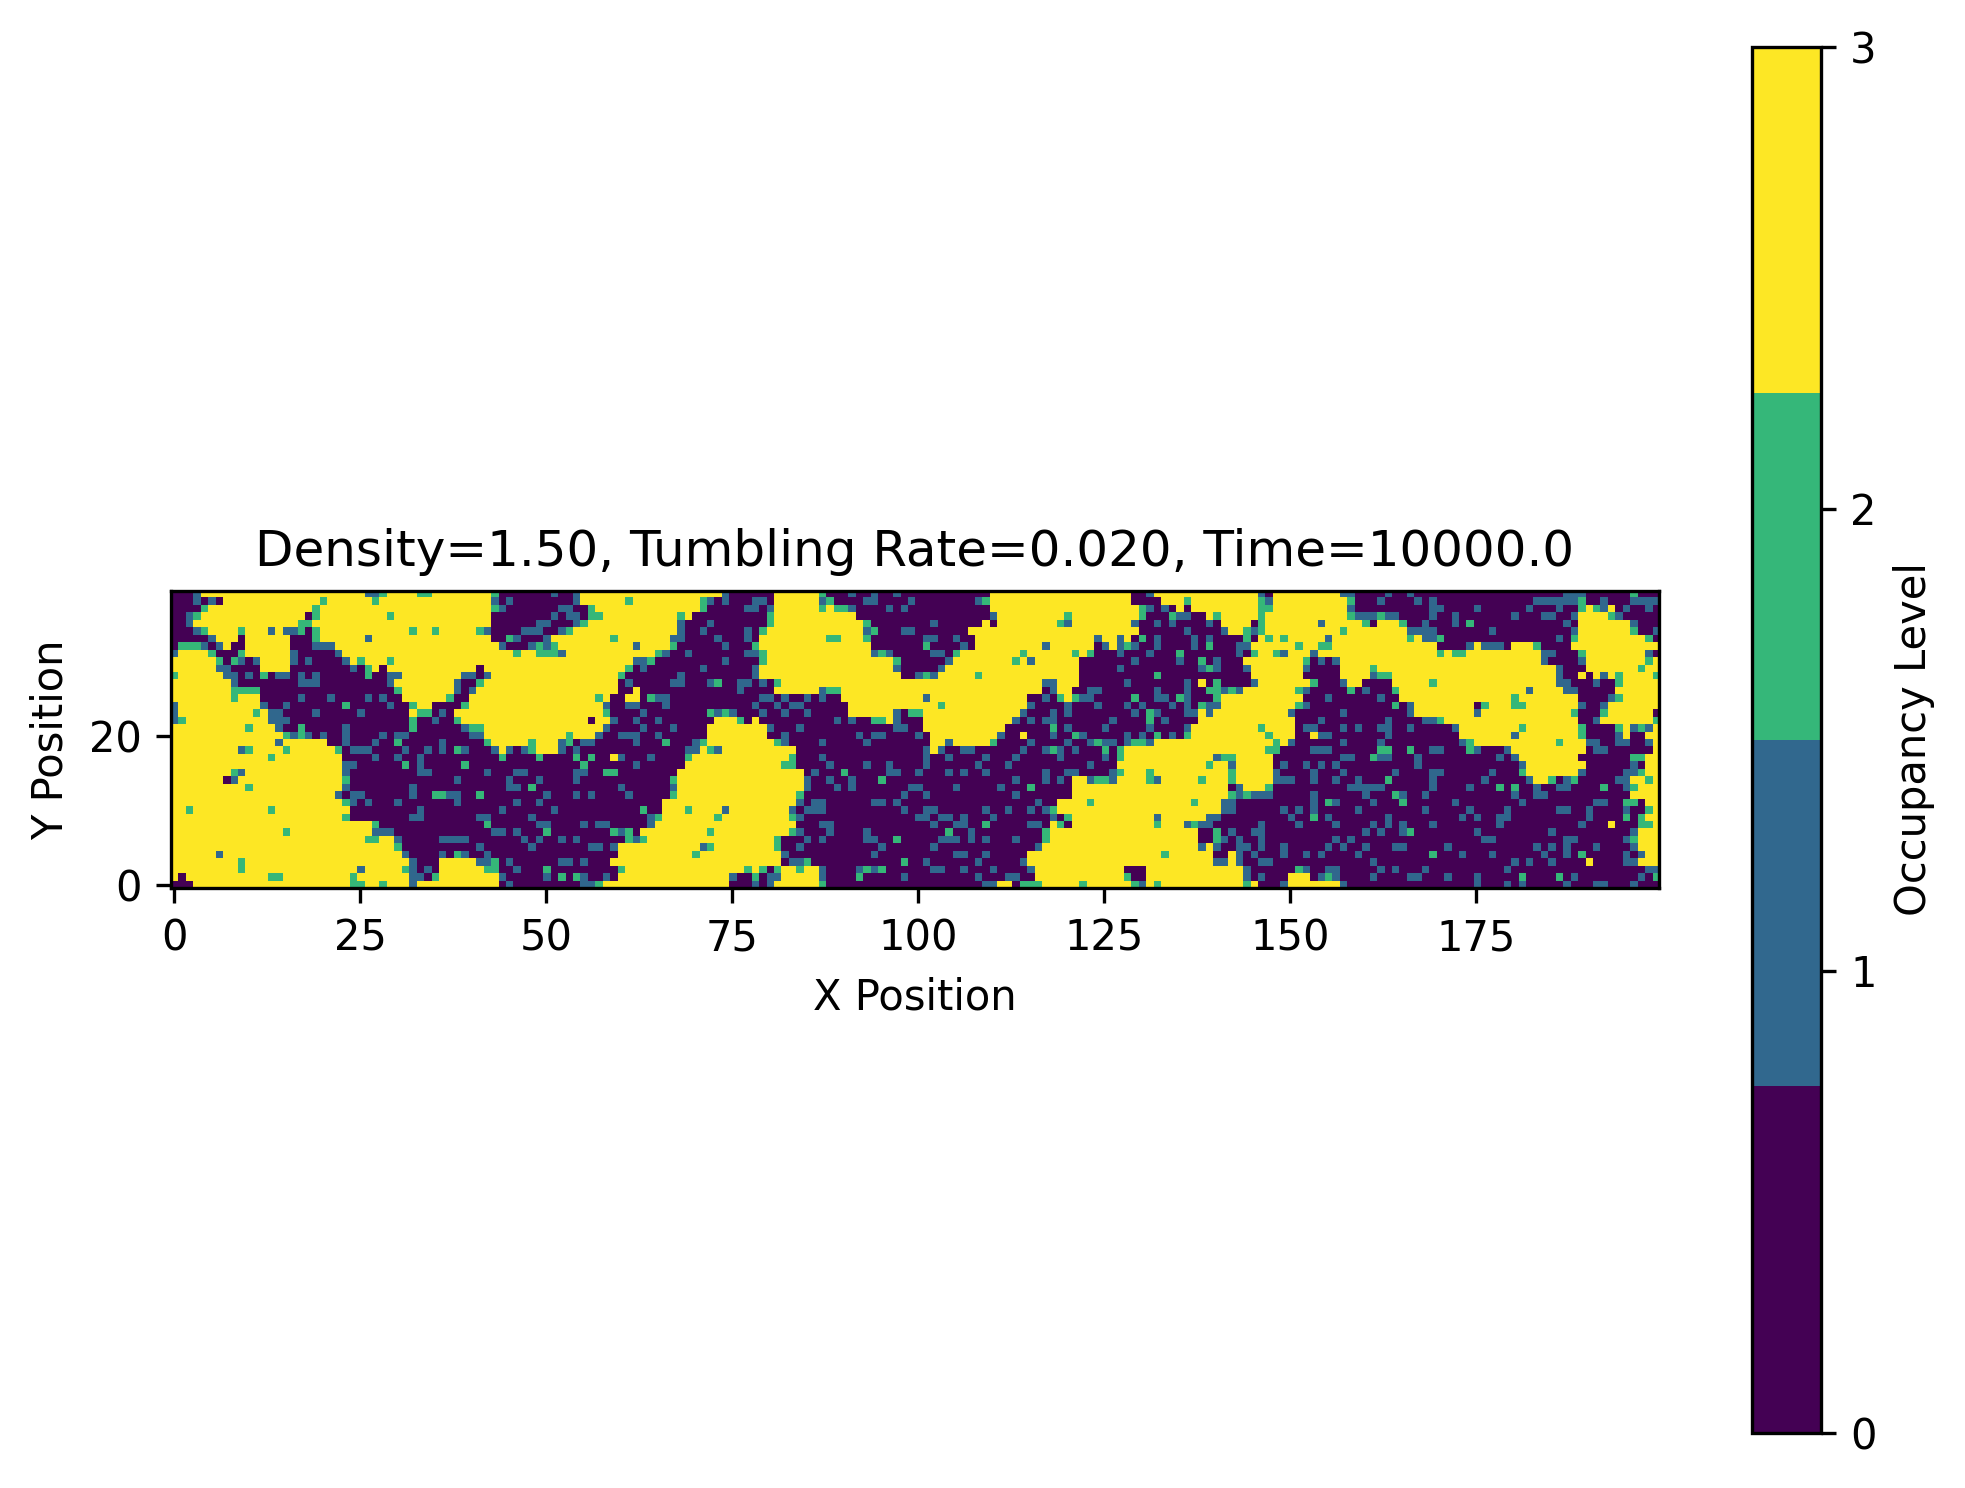 Density=1.50, Tumbling Rate=0.020, Time=10000.0
Y Position
20
0
0 25 50 75 100 125 150 175
X Position
3
2
1
0
Occupancy Level